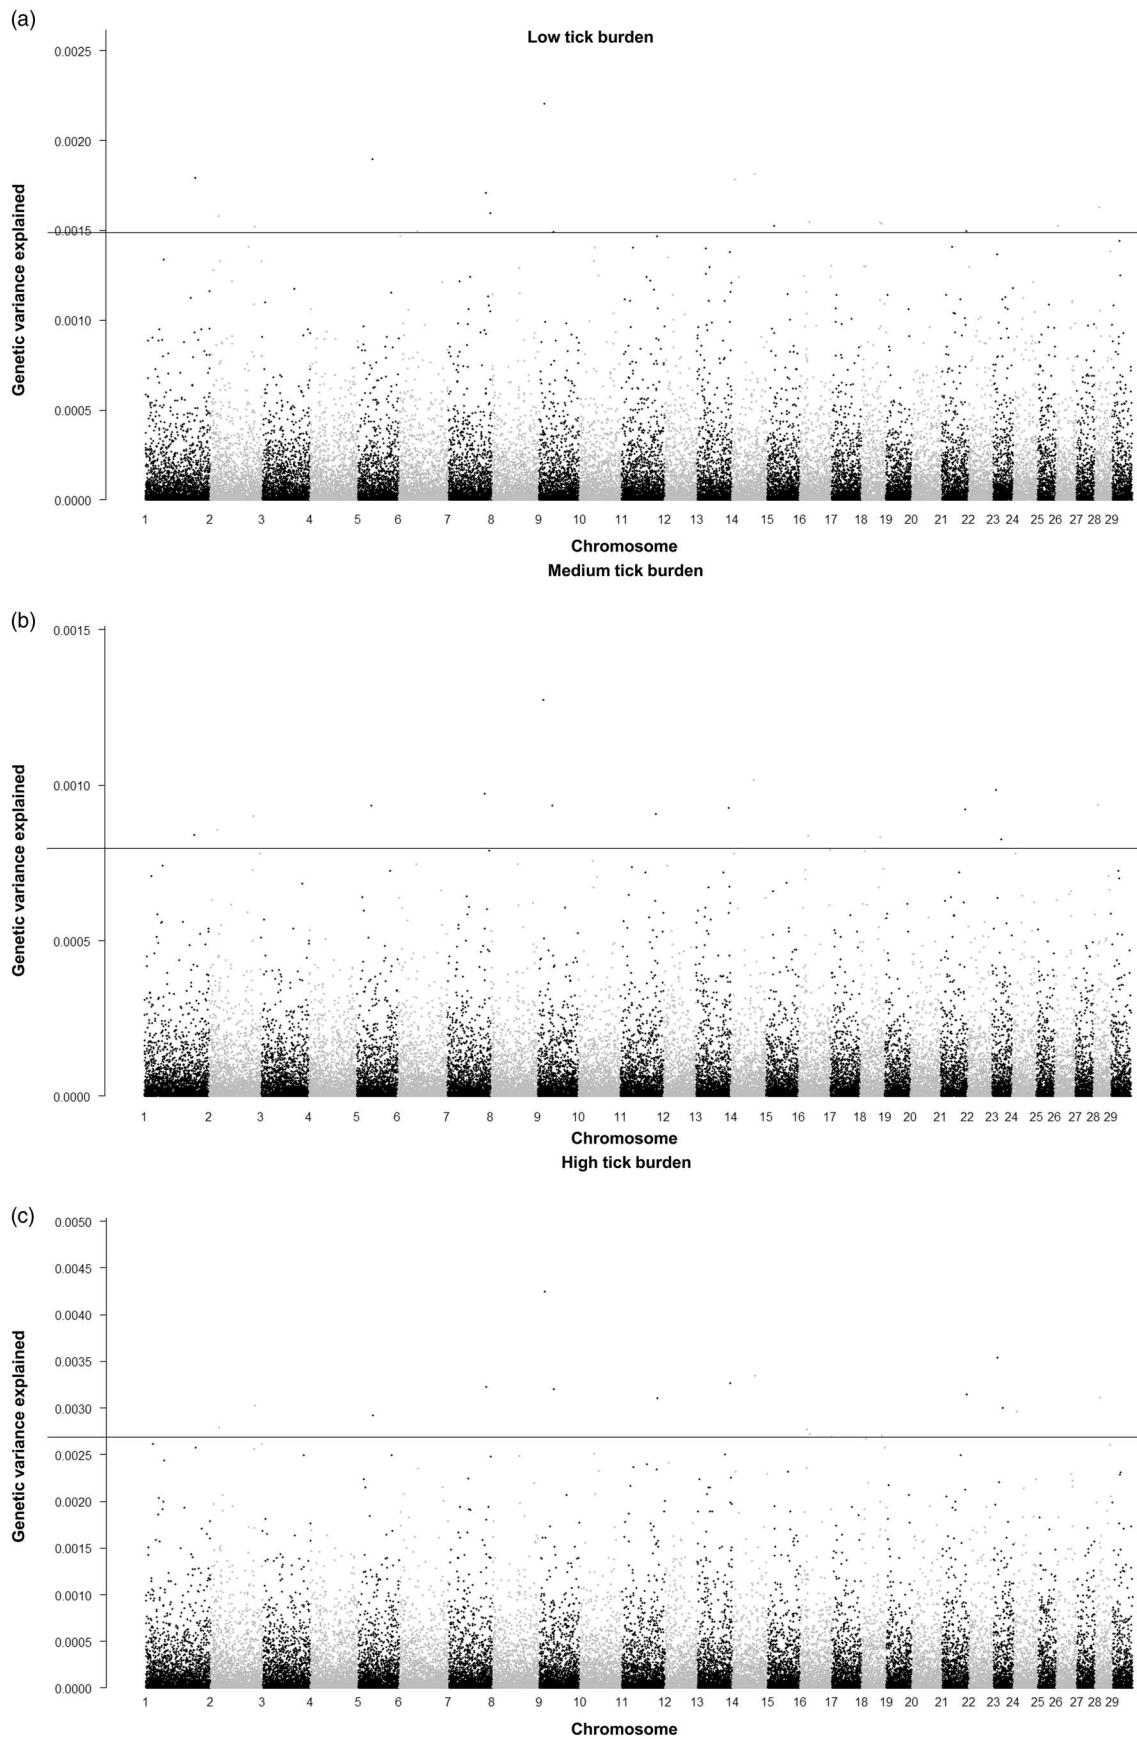 (a)
Low tick burden
Genetic variance explained
0.0025
0.0020
0.0015
0.0010
0.0005
0.0000
1 2 3 4 5 6 7 8 9 10 11 12 13 14 15 16 17 18 19 20 21 22 23 24 25 26 27 28 29
Chromosome
Medium tick burden
(b)
Genetic variance explained
0.0015
0.0010
0.0005
0.0000
1 2 3 4 5 6 7 8 9 10 11 12 13 14 15 16 17 18 19 20 21 22 23 24 25 26 27 28 29
Chromosome
High tick burden
(c)
Genetic variance explained
0.0050
0.0045
0.0040
0.0035
0.0030
0.0025
0.0020
0.0015
0.0010
0.0005
0.0000
1 2 3 4 5 6 7 8 9 10 11 12 13 14 15 16 17 18 19 20 21 22 23 24 25 26 27 28 29
Chromosome